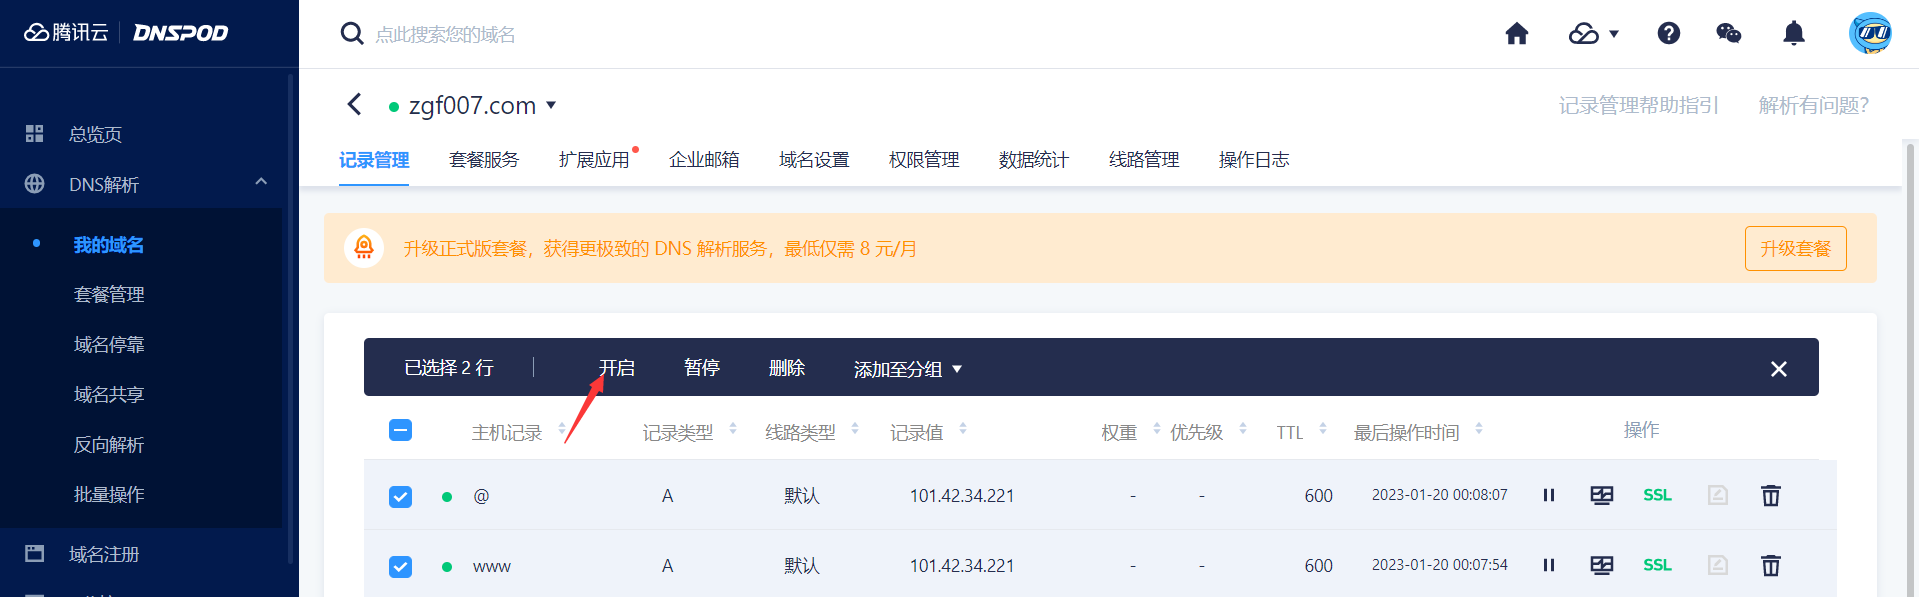 腾讯云 DNSPOD
点此搜索您的域名
总览页
DNS解析
我的域名
套餐管理
域名停靠
域名共享
反向解析
批量操作
域名注册
zgf007.com
记录管理帮助指引 解析有问题?
记录管理 套餐服务 扩展应用 企业邮箱 域名设置 权限管理 数据统计 线路管理 操作日志
升级正式版套餐，获得更极致的 DNS 解析服务，最低仅需 8 元/月
升级套餐
已选择 2 行 开启 暂停 删除 添加至分组
主机记录 记录类型 线路类型 记录值 权重 优先级 TTL 最后操作时间 操作
@ A 默认 101.42.34.221 - - 600 2023-01-20 00:08:07 SSL
www A 默认 101.42.34.221 - - 600 2023-01-20 00:07:54 SSL